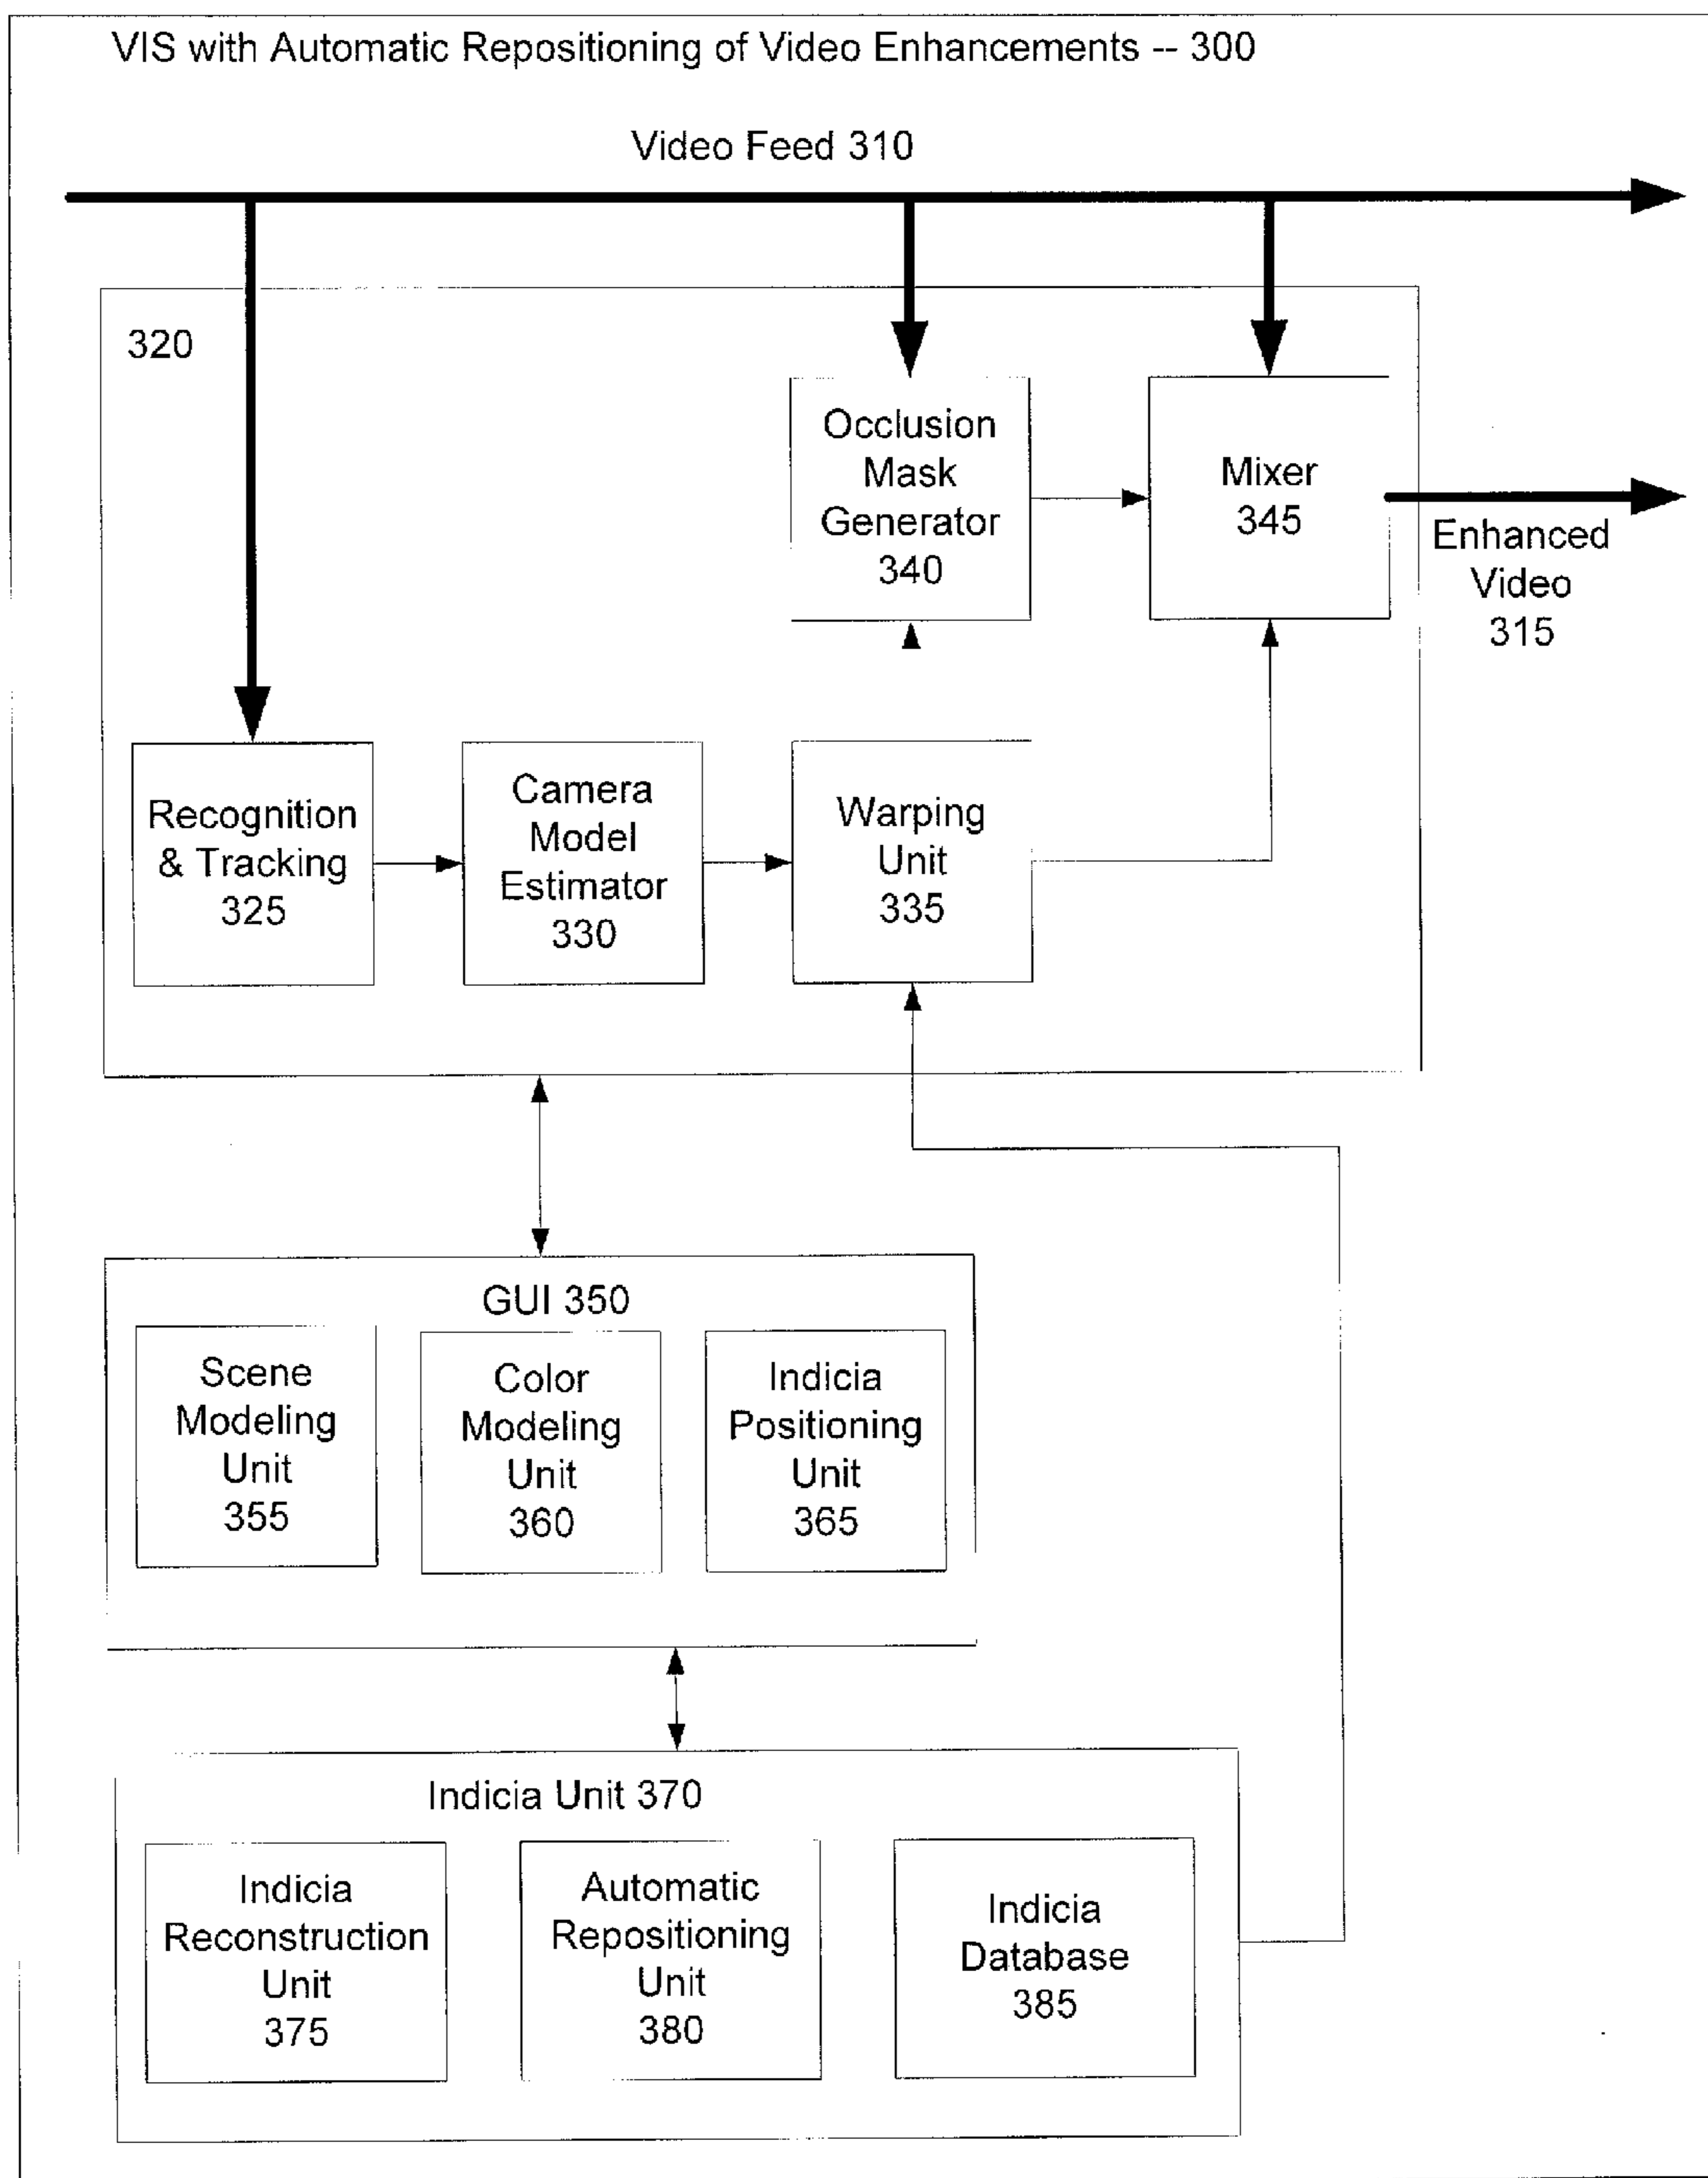 VIS with Automatic Repositioning of Video Enhancements -- 300
Video Feed 310
320
Occlusion
Mask
Generator
340
Mixer
345
Enhanced
Video
315
Recognition
& Tracking
325
Camera
Model
Estimator
330
Warping
Unit
335
GUI 350
Scene
Modeling
Unit
355
Color
Modeling
Unit
360
Indicia
Positioning
Unit
365
Indicia Unit 370
Indicia
Reconstruction
Unit
375
Automatic
Repositioning
Unit
380
Indicia
Database
385